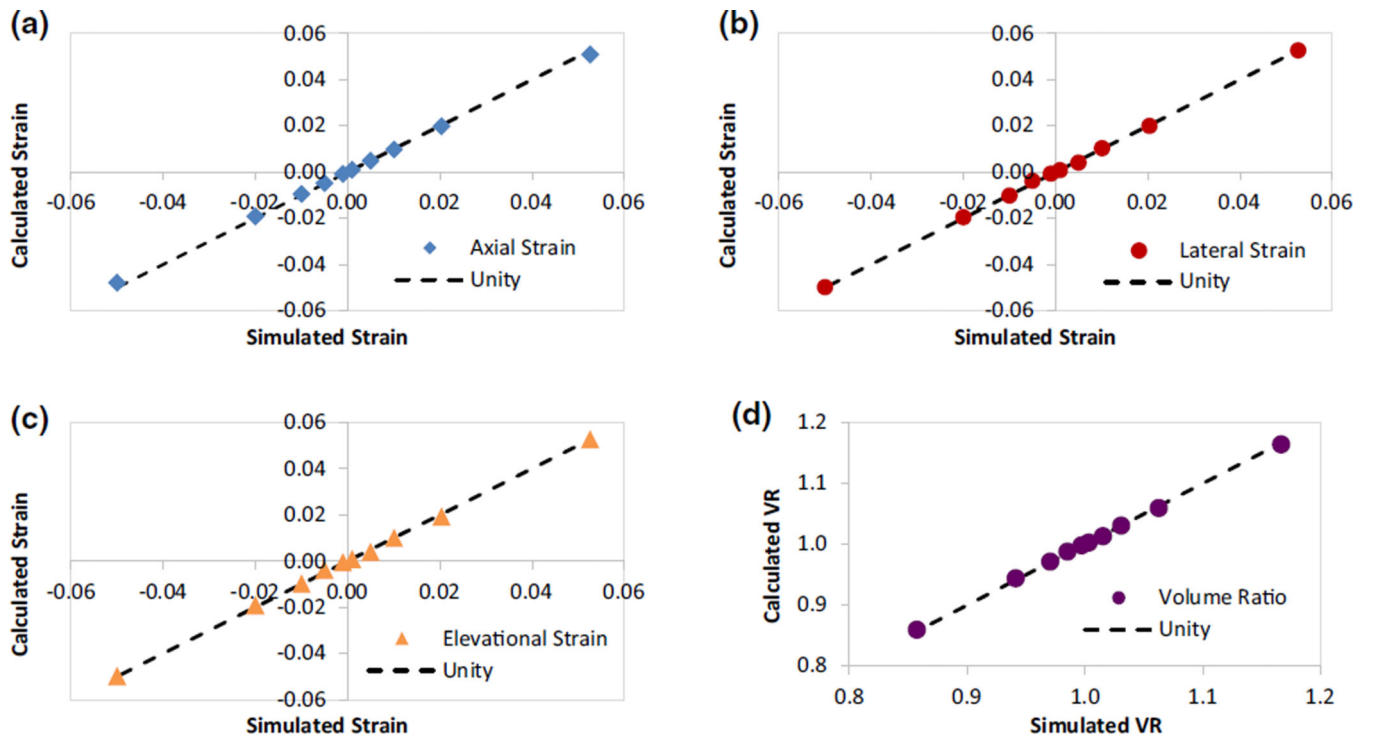 (a)
0.06
0.04
0.02
0.00
-0.06 -0.04 -0.02 0.00 0.02 0.04 0.06
-0.02
-0.04
-0.06
Calculated Strain
Axial Strain
Unity
Simulated Strain
(b)
0.06
0.04
0.02
0.00
-0.06 -0.04 -0.02 0.00 0.02 0.04 0.06
-0.02
-0.04
-0.06
Calculated Strain
Lateral Strain
Unity
Simulated Strain
(c)
0.06
0.04
0.02
0.00
-0.06 -0.04 -0.02 0.00 0.02 0.04 0.06
-0.02
-0.04
-0.06
Calculated Strain
Elevational Strain
Unity
Simulated Strain
(d)
1.2
1.1
1.0
0.9
0.8
Calculated VR
Volume Ratio
Unity
0.8 0.9 1.0 1.1 1.2
Simulated VR